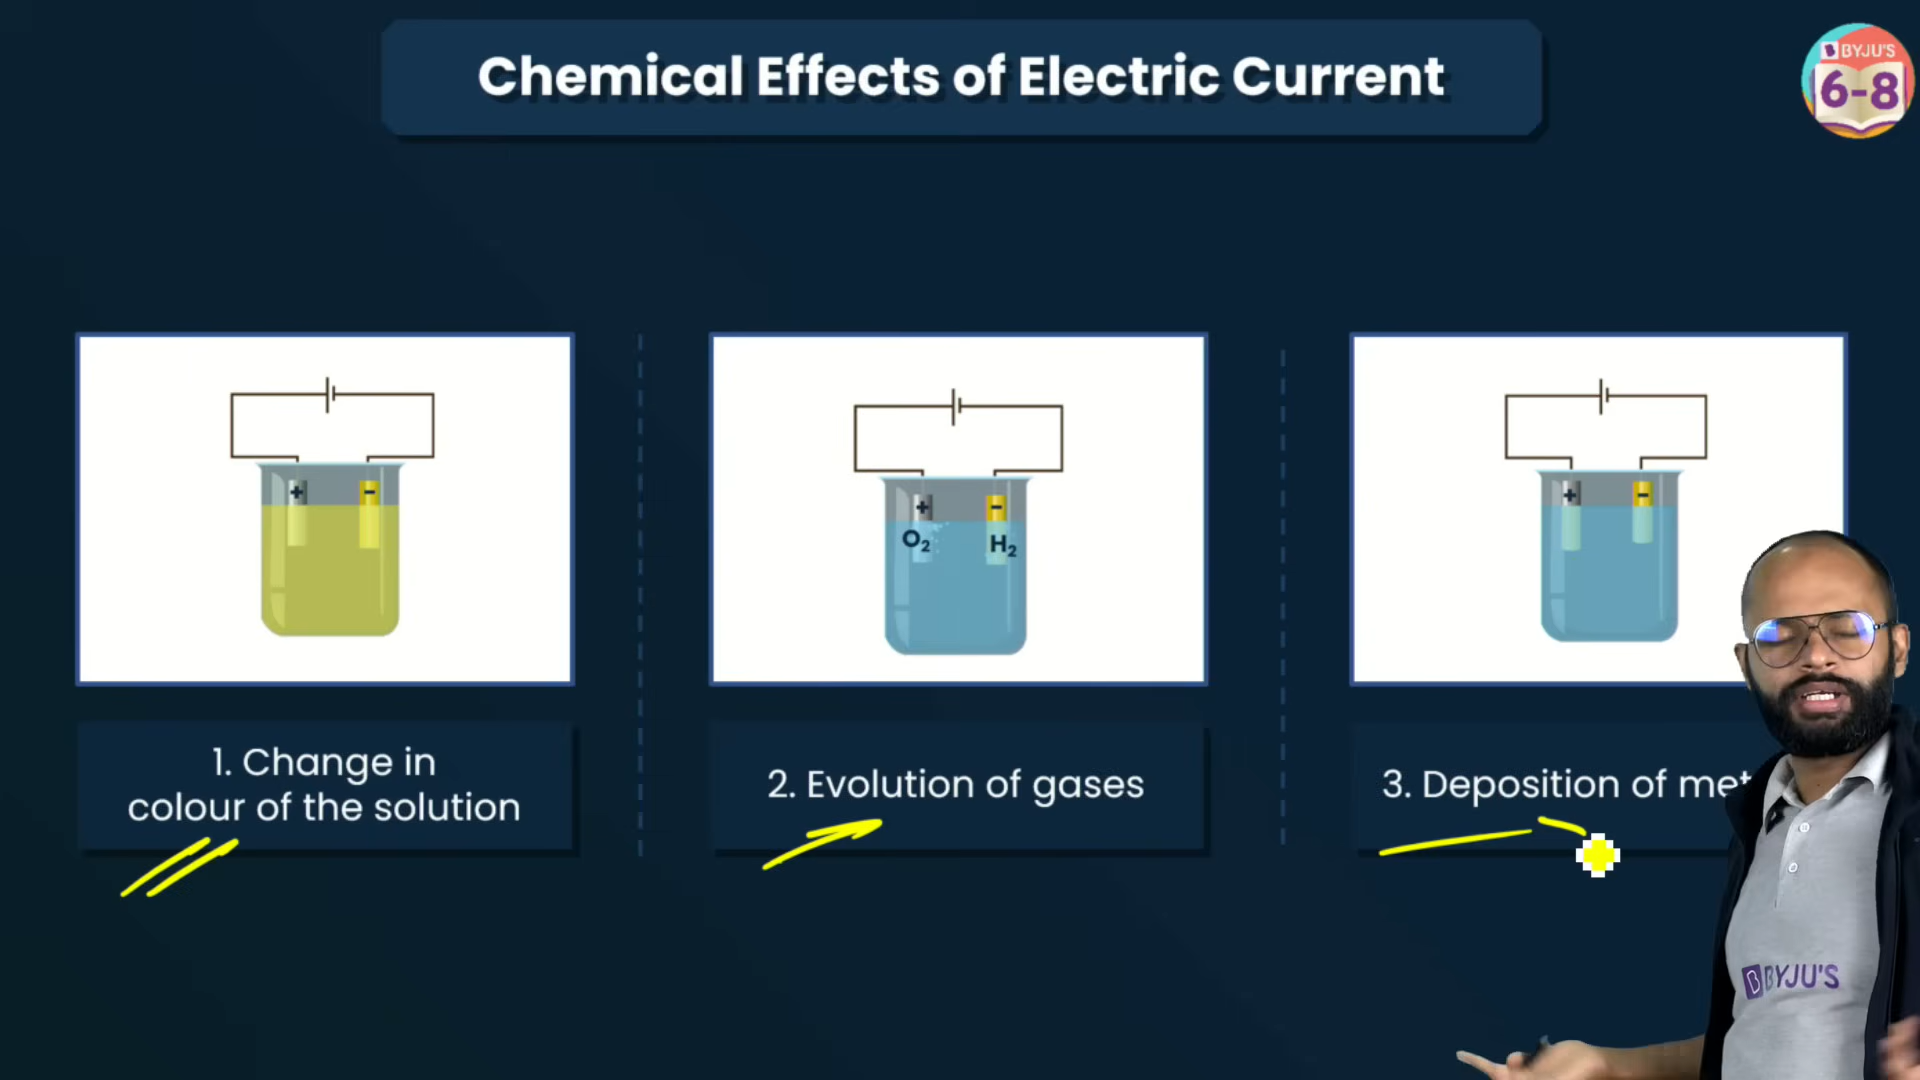 Chemical Effects of Electric Current
BYJU'S
6-8
+ -
+ -
O₂ H₂
+ -
1. Change in
colour of the solution
2. Evolution of gases
3. Deposition of
BYJU'S